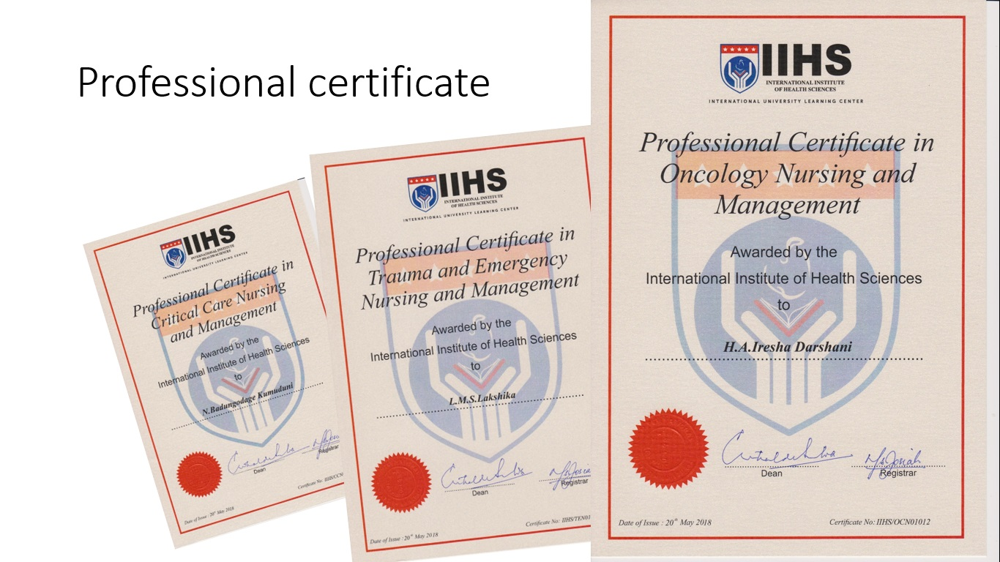 Professional certificate
IIHS
INTERNATIONAL INSTITUTE
OF HEALTH SCIENCES
INTERNATIONAL UNIVERSITY LEARNING CENTER
Professional Certificate in
Critical Care Nursing
and Management
Awarded by the
International Institute of Health Sciences
to
N.Badungodage Kumuduni
Dean
Registrar
Certificate No: IIHS/CCN
Date of Issue : 20th May 2018
IIHS
INTERNATIONAL INSTITUTE
OF HEALTH SCIENCES
INTERNATIONAL UNIVERSITY LEARNING CENTER
Professional Certificate in
Trauma and Emergency
Nursing and Management
Awarded by the
International Institute of Health Sciences
to
L.M.S.Lakshika
Dean
Registrar
Date of Issue : 20th May 2018
Certificate No: IIHS/TEN01
IIHS
INTERNATIONAL INSTITUTE
OF HEALTH SCIENCES
INTERNATIONAL UNIVERSITY LEARNING CENTER
Professional Certificate in
Oncology Nursing and
Management
Awarded by the
International Institute of Health Sciences
to
H.A.Iresha Darshani
Dean
Registrar
Date of Issue : 20th May 2018
Certificate No: IIHS/OCN01012